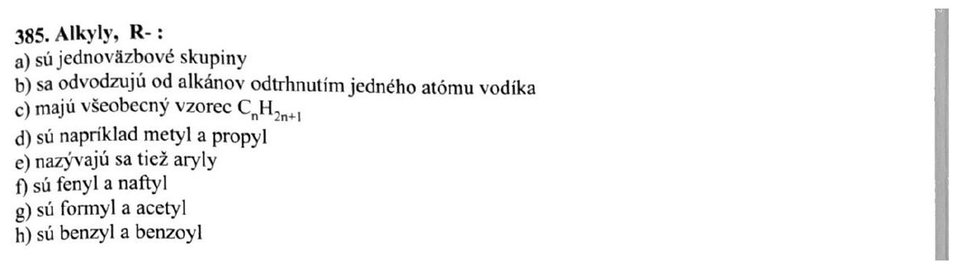 385. Alkyly, R- :
a) sú jednoväzbové skupiny
b) sa odvodzujú od alkánov odtrhnutím jedného atómu vodíka
c) majú všeobecný vzorec CₙH₂ₙ₊₁
d) sú napríklad metyl a propyl
e) nazývajú sa tiež aryly
f) sú fenyl a naftyl
g) sú formyl a acetyl
h) sú benzyl a benzoyl